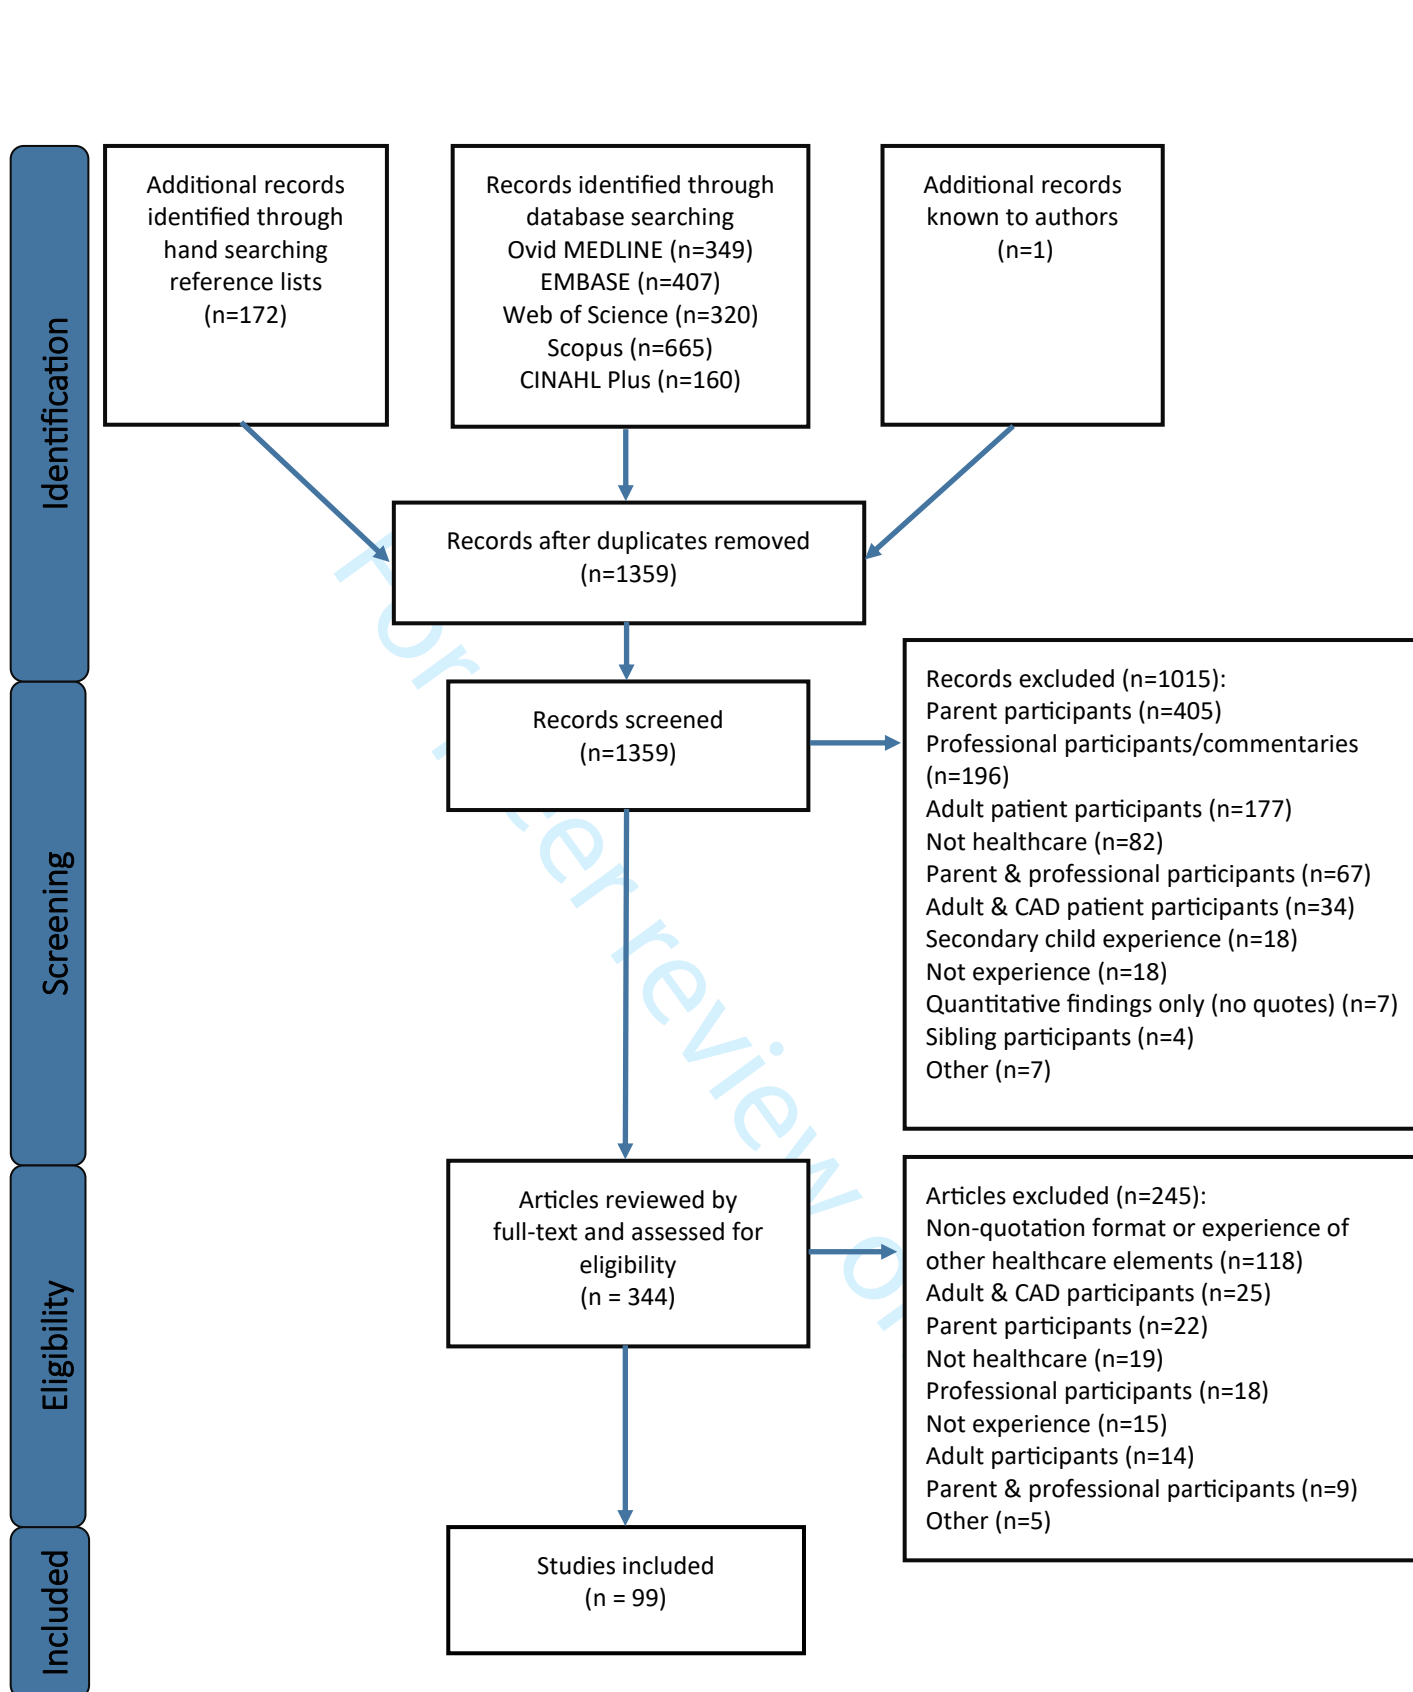 Identification
Additional records
identified through
hand searching
reference lists
(n=172)
Records identified through
database searching
Ovid MEDLINE (n=349)
EMBASE (n=407)
Web of Science (n=320)
Scopus (n=665)
CINAHL Plus (n=160)
Additional records
known to authors
(n=1)
Records after duplicates removed
(n=1359)
Screening
Records screened
(n=1359)
Records excluded (n=1015):
Parent participants (n=405)
Professional participants/commentaries
(n=196)
Adult patient participants (n=177)
Not healthcare (n=82)
Parent & professional participants (n=67)
Adult & CAD patient participants (n=34)
Secondary child experience (n=18)
Not experience (n=18)
Quantitative findings only (no quotes) (n=7)
Sibling participants (n=4)
Other (n=7)
Eligibility
Articles reviewed by
full-text and assessed for
eligibility
(n = 344)
Articles excluded (n=245):
Non-quotation format or experience of
other healthcare elements (n=118)
Adult & CAD participants (n=25)
Parent participants (n=22)
Not healthcare (n=19)
Professional participants (n=18)
Not experience (n=15)
Adult participants (n=14)
Parent & professional participants (n=9)
Other (n=5)
Included
Studies included
(n = 99)
For review